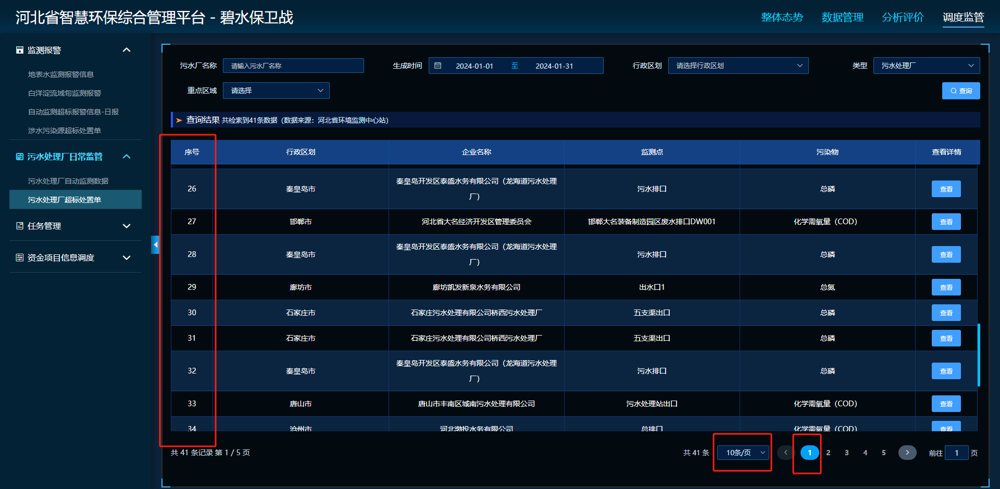 河北省智慧环保综合管理平台 - 碧水保卫战
整体态势 数据管理 分析评价 调度监管
监测报警
地表水监测报警信息
白洋淀流域旬监测报警
自动监测超标报警信息-日报
涉水污染源超标处置单
污水处理厂日常监管
污水处理厂自动监测数据
污水处理厂超标处置单
任务管理
资金项目信息调度
污水厂名称 请输入污水厂名称 生成时间 2024-01-01 至 2024-01-31 行政区划 请选择行政区划 类型 污水处理厂
重点区域 请选择 查询
查询结果 共检索到41条数据（数据来源：河北省环境监测中心站）
序号 行政区划 企业名称 监测点 污染物 查看详情
26 秦皇岛市 秦皇岛开发区泰盛水务有限公司（龙海道污水处理
厂） 污水排口 总磷 查看
27 邯郸市 河北省大名经济开发区管理委员会 邯郸大名装备制造园区废水排口DW001 化学需氧量（COD） 查看
28 秦皇岛市 秦皇岛开发区泰盛水务有限公司（龙海道污水处理
厂） 污水排口 总磷 查看
29 廊坊市 廊坊凯发新泉水务有限公司 出水口1 总氮 查看
30 石家庄市 石家庄污水处理有限公司桥西污水处理厂 五支渠出口 总磷 查看
31 石家庄市 石家庄污水处理有限公司桥西污水处理厂 五支渠出口 总磷 查看
32 秦皇岛市 秦皇岛开发区泰盛水务有限公司（龙海道污水处理
厂） 污水排口 总磷 查看
33 唐山市 唐山市丰南区城南污水处理有限公司 污水处理站出口 化学需氧量（COD） 查看
34 沧州市 河北渤投水务有限公司 总排口 化学需氧量（COD） 查看
共 41 条记录 第 1 / 5 页 共 41 条 10条/页 1 2 3 4 5 前往 1 页